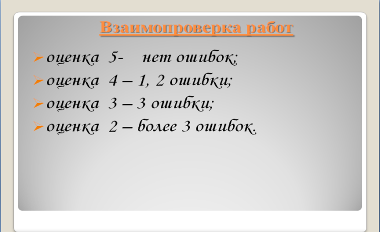 Взаимопроверка работ
оценка 5- нет ошибок;
оценка 4 – 1, 2 ошибки;
оценка 3 – 3 ошибки;
оценка 2 – более 3 ошибок.